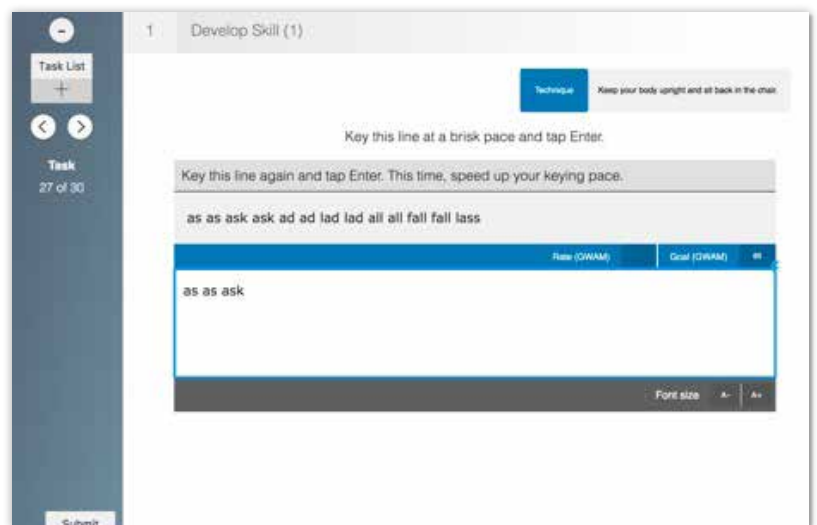 -
1 Develop Skill (1)
Task List
+
Technique Keep your body upright and sit back in the chair.
< >
Key this line at a brisk pace and tap Enter.
Task
27 of 30
Key this line again and tap Enter. This time, speed up your keying pace.
as as ask ask ad ad lad lad all all fall fall lass
Rate (GWAM) Goal (GWAM)
as as ask
Font size A- A+
Submit